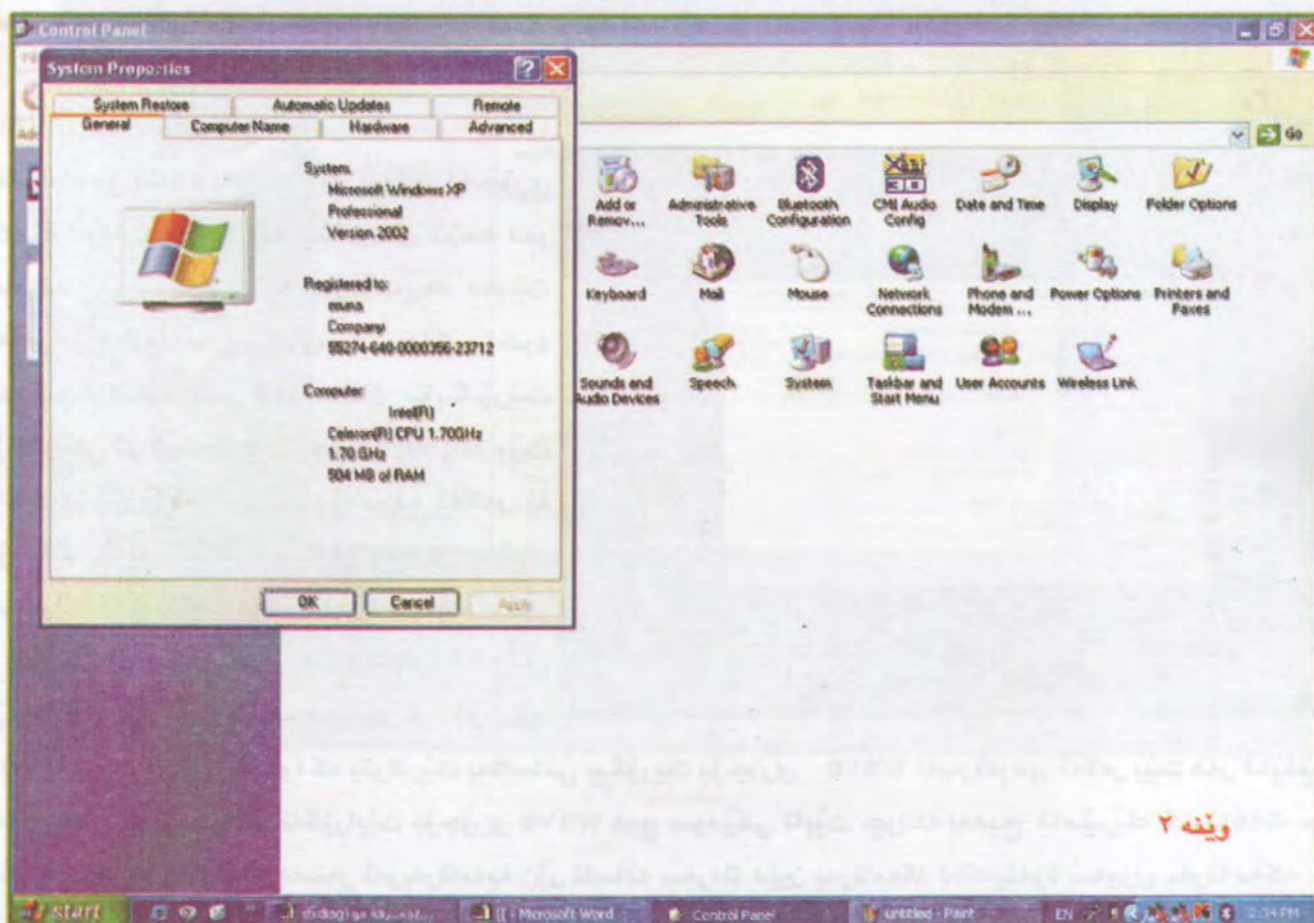 Control Panel
System Properties
System Restore
Automatic Updates
Remote
General
Computer Name
Hardware
Advanced
System:
Microsoft Windows XP
Professional
Version 2002
Registered to:
muna
Company
55274-640-0000356-23712
Computer:
Intel(R)
Celeron(R) CPU 1.70GHz
1.70 GHz
504 MB of RAM
OK
Cancel
Apply
Go
Add or Remov...
Administrative Tools
Bluetooth Configuration
CMI Audio Config
Date and Time
Display
Folder Options
Keyboard
Mail
Mouse
Network Connections
Phone and Modem ...
Power Options
Printers and Faxes
Sounds and Audio Devices
Speech
System
Taskbar and Start Menu
User Accounts
Wireless Link
وێنە ٢
start
- Microsoft Word
Control Panel
untitled - Paint
EN
2:04 PM